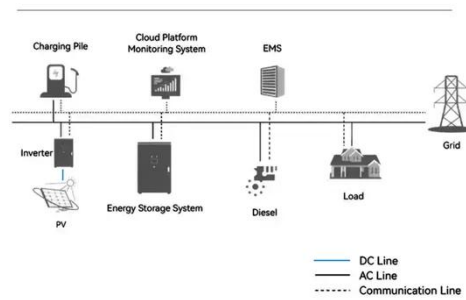 Charging Pile
Cloud Platform
Monitoring System
EMS
Grid
Inverter
PV
Energy Storage System
Diesel
Load
DC Line
AC Line
Communication Line